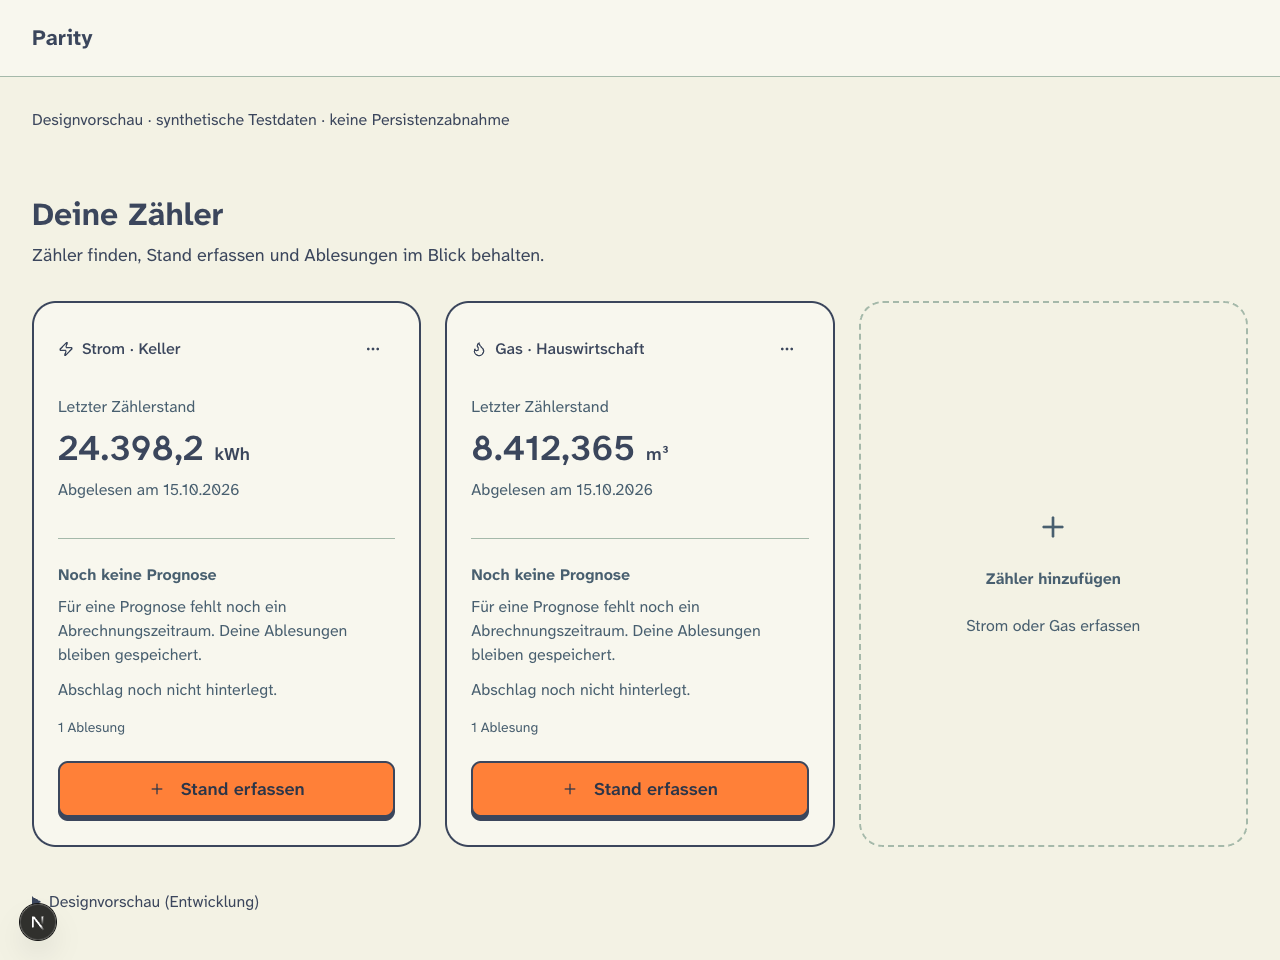 Parity
Designvorschau · synthetische Testdaten · keine Persistenzabnahme
Deine Zähler
Zähler finden, Stand erfassen und Ablesungen im Blick behalten.
Strom · Keller
Letzter Zählerstand
24.398,2 kWh
Abgelesen am 15.10.2026
Noch keine Prognose
Für eine Prognose fehlt noch ein
Abrechnungszeitraum. Deine Ablesungen
bleiben gespeichert.
Abschlag noch nicht hinterlegt.
1 Ablesung
+ Stand erfassen
Gas · Hauswirtschaft
Letzter Zählerstand
8.412,365 m³
Abgelesen am 15.10.2026
Noch keine Prognose
Für eine Prognose fehlt noch ein
Abrechnungszeitraum. Deine Ablesungen
bleiben gespeichert.
Abschlag noch nicht hinterlegt.
1 Ablesung
+ Stand erfassen
Zähler hinzufügen
Strom oder Gas erfassen
Designvorschau (Entwicklung)
N